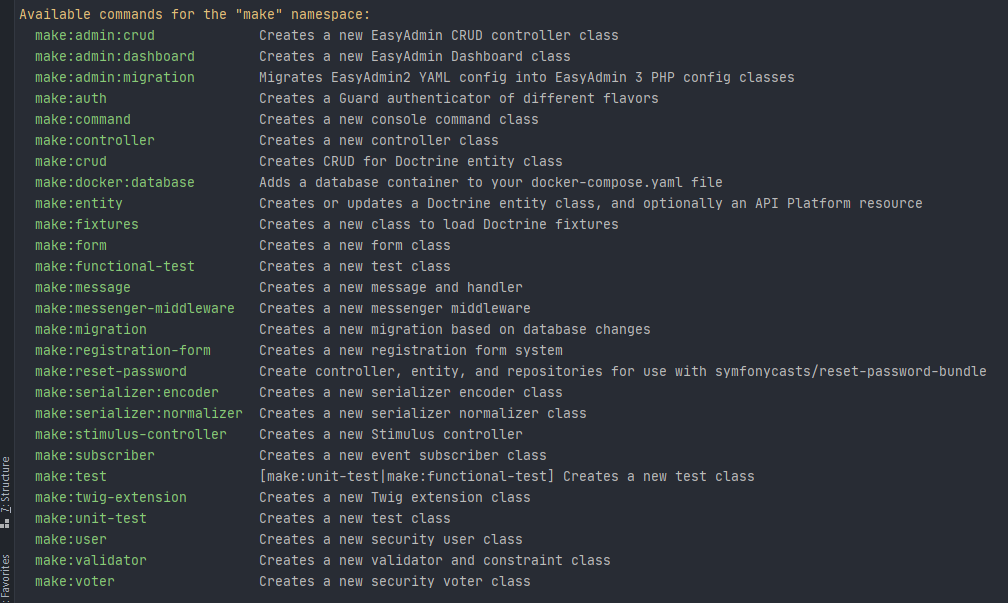 Available commands for the "make" namespace:
make:admin:crud Creates a new EasyAdmin CRUD controller class
make:admin:dashboard Creates a new EasyAdmin Dashboard class
make:admin:migration Migrates EasyAdmin2 YAML config into EasyAdmin 3 PHP config classes
make:auth Creates a Guard authenticator of different flavors
make:command Creates a new console command class
make:controller Creates a new controller class
make:crud Creates CRUD for Doctrine entity class
make:docker:database Adds a database container to your docker-compose.yaml file
make:entity Creates or updates a Doctrine entity class, and optionally an API Platform resource
make:fixtures Creates a new class to load Doctrine fixtures
make:form Creates a new form class
make:functional-test Creates a new test class
make:message Creates a new message and handler
make:messenger-middleware Creates a new messenger middleware
make:migration Creates a new migration based on database changes
make:registration-form Creates a new registration form system
make:reset-password Create controller, entity, and repositories for use with symfonycasts/reset-password-bundle
make:serializer:encoder Creates a new serializer encoder class
make:serializer:normalizer Creates a new serializer normalizer class
make:stimulus-controller Creates a new Stimulus controller
make:subscriber Creates a new event subscriber class
make:test [make:unit-test|make:functional-test] Creates a new test class
make:twig-extension Creates a new Twig extension class
make:unit-test Creates a new test class
make:user Creates a new security user class
make:validator Creates a new validator and constraint class
make:voter Creates a new security voter class
7: Structure
: Favorites